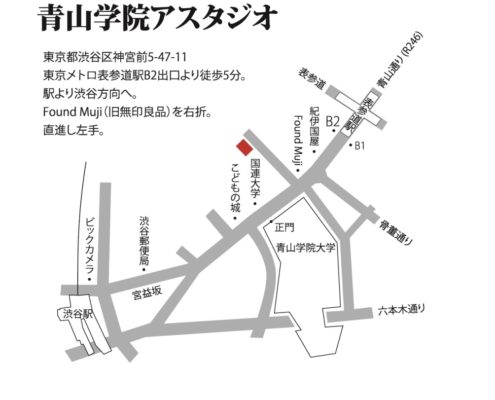 青山学院アスタジオ
東京都渋谷区神宮前5-47-11
東京メトロ表参道駅B2出口より徒歩5分。
駅より渋谷方向へ。
Found Muji（旧無印良品）を右折。
直進し左手。
青山通り(R246)
表参道
表参道駅
紀伊国屋
B2
Found Muji
B1
国連大学
こどもの城
正門
青山学院大学
骨董通り
渋谷郵便局
ビックカメラ
宮益坂
渋谷駅
六本木通り